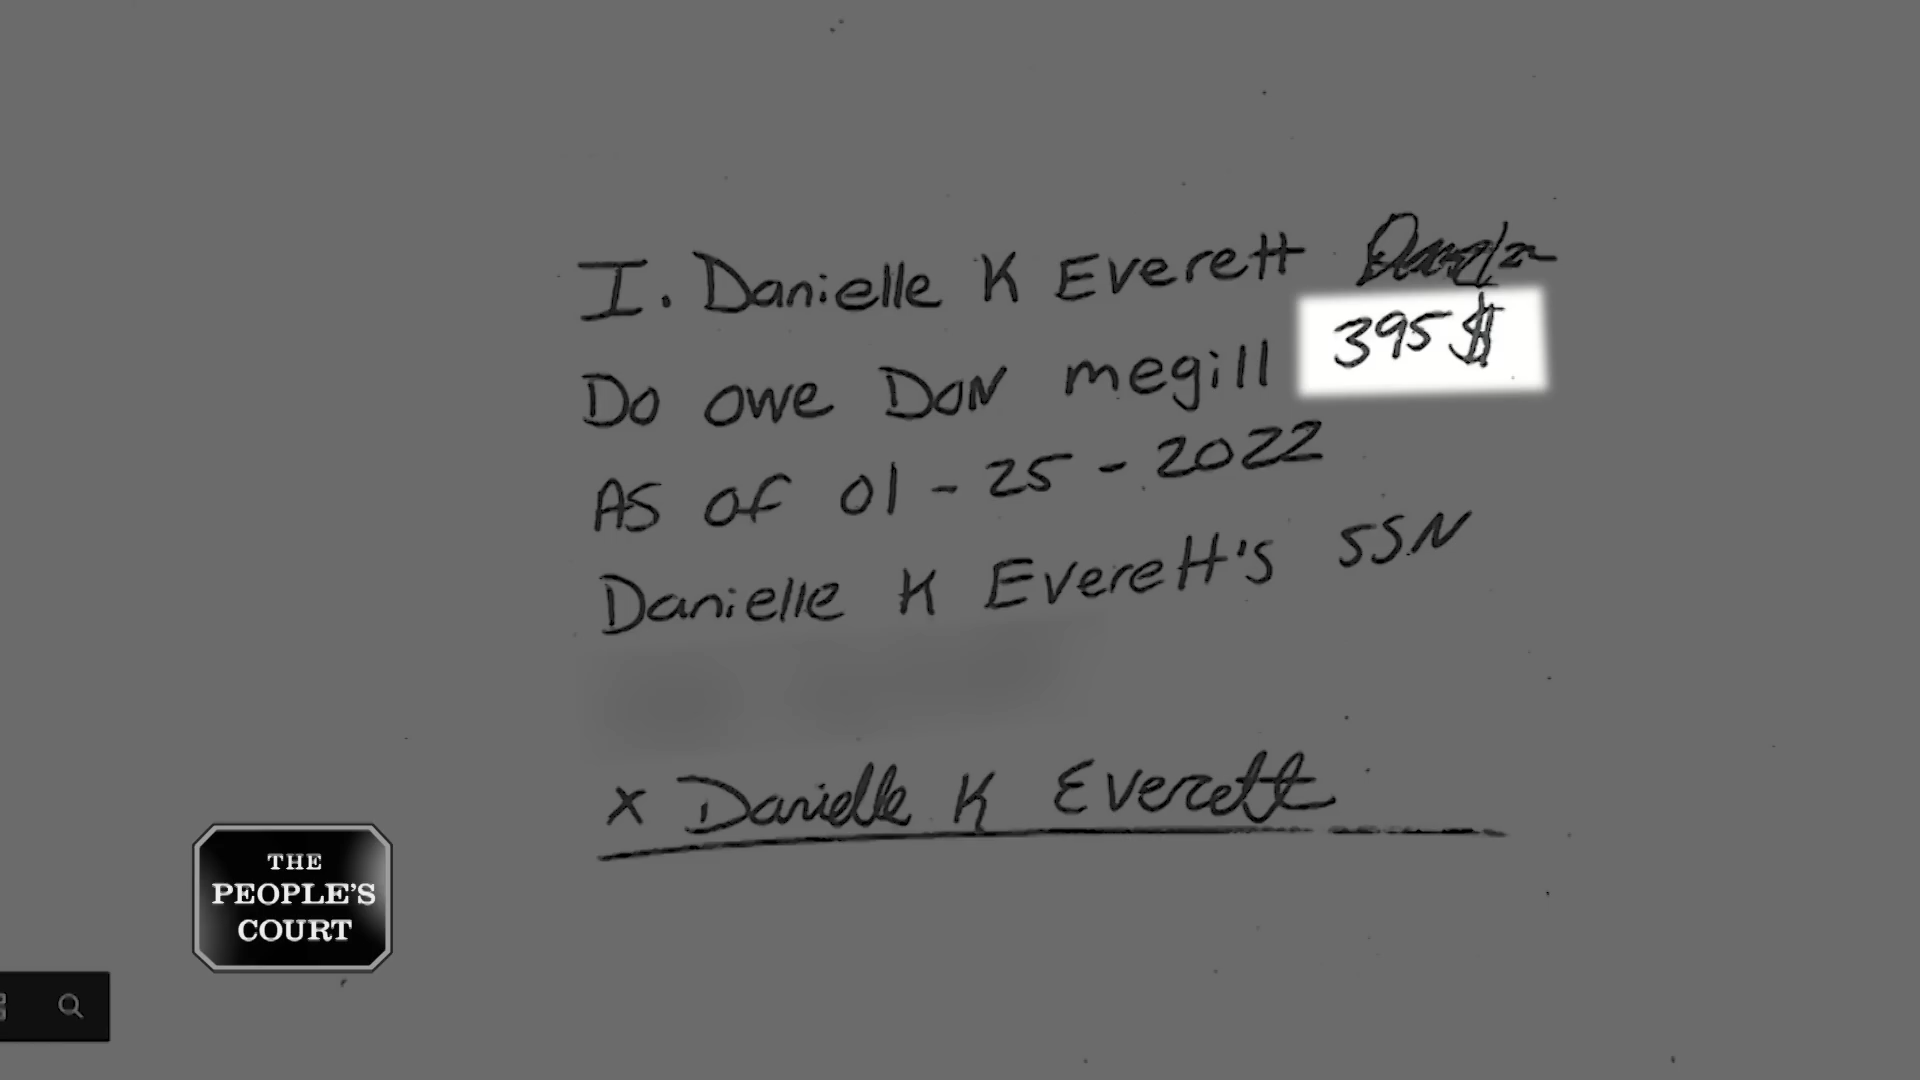 I. Danielle K Everett
395$
Do owe DON megill
As of 01-25-2022
Danielle K Everett's SSN
x Danielle K Everett
THE
PEOPLE'S
COURT